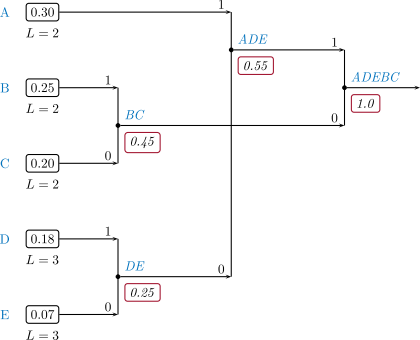 A 0.30 1
L = 2
ADE
0.55 1
B 0.25 1
L = 2
ADEBC
1.0
BC
0.45 0
C 0.20 0
L = 2
D 0.18 1
L = 3
DE
0.25 0
E 0.07 0
L = 3